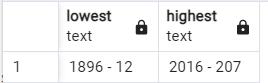 lowest highest
text text
1 1896 - 12 2016 - 207